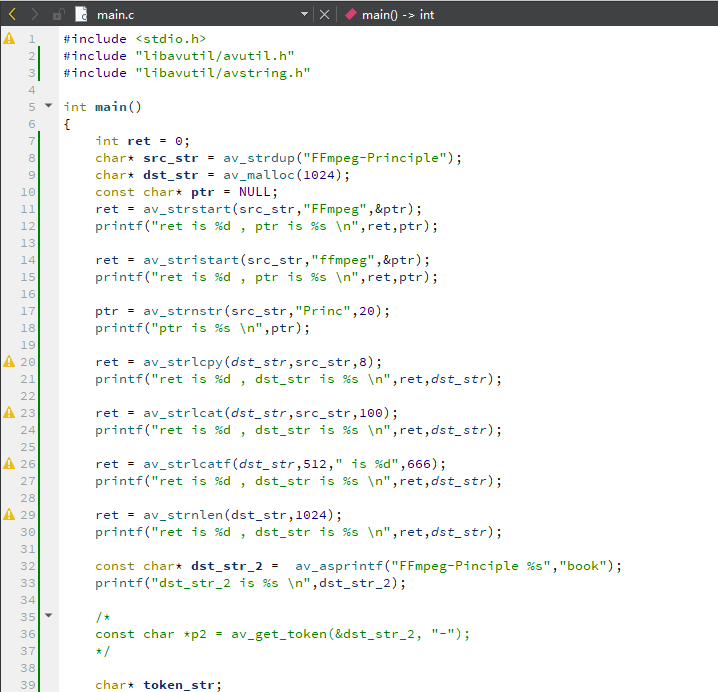 main.c
main() -> int
1 #include <stdio.h>
2 #include "libavutil/avutil.h"
3 #include "libavutil/avstring.h"
4
5 int main()
6 {
7     int ret = 0;
8     char* src_str = av_strdup("FFmpeg-Principle");
9     char* dst_str = av_malloc(1024);
10     const char* ptr = NULL;
11     ret = av_strstart(src_str,"FFmpeg",&ptr);
12     printf("ret is %d , ptr is %s \n",ret,ptr);
13
14     ret = av_stristart(src_str,"ffmpeg",&ptr);
15     printf("ret is %d , ptr is %s \n",ret,ptr);
16
17     ptr = av_strnstr(src_str,"Princ",20);
18     printf("ptr is %s \n",ptr);
19
20     ret = av_strlcpy(dst_str,src_str,8);
21     printf("ret is %d , dst_str is %s \n",ret,dst_str);
22
23     ret = av_strlcat(dst_str,src_str,100);
24     printf("ret is %d , dst_str is %s \n",ret,dst_str);
25
26     ret = av_strlcatf(dst_str,512," is %d",666);
27     printf("ret is %d , dst_str is %s \n",ret,dst_str);
28
29     ret = av_strnlen(dst_str,1024);
30     printf("ret is %d , dst_str is %s \n",ret,dst_str);
31
32     const char* dst_str_2 =  av_asprintf("FFmpeg-Pinciple %s","book");
33     printf("dst_str_2 is %s \n",dst_str_2);
34
35     /*
36     const char *p2 = av_get_token(&dst_str_2, "-");
37     */
38
39     char* token_str;